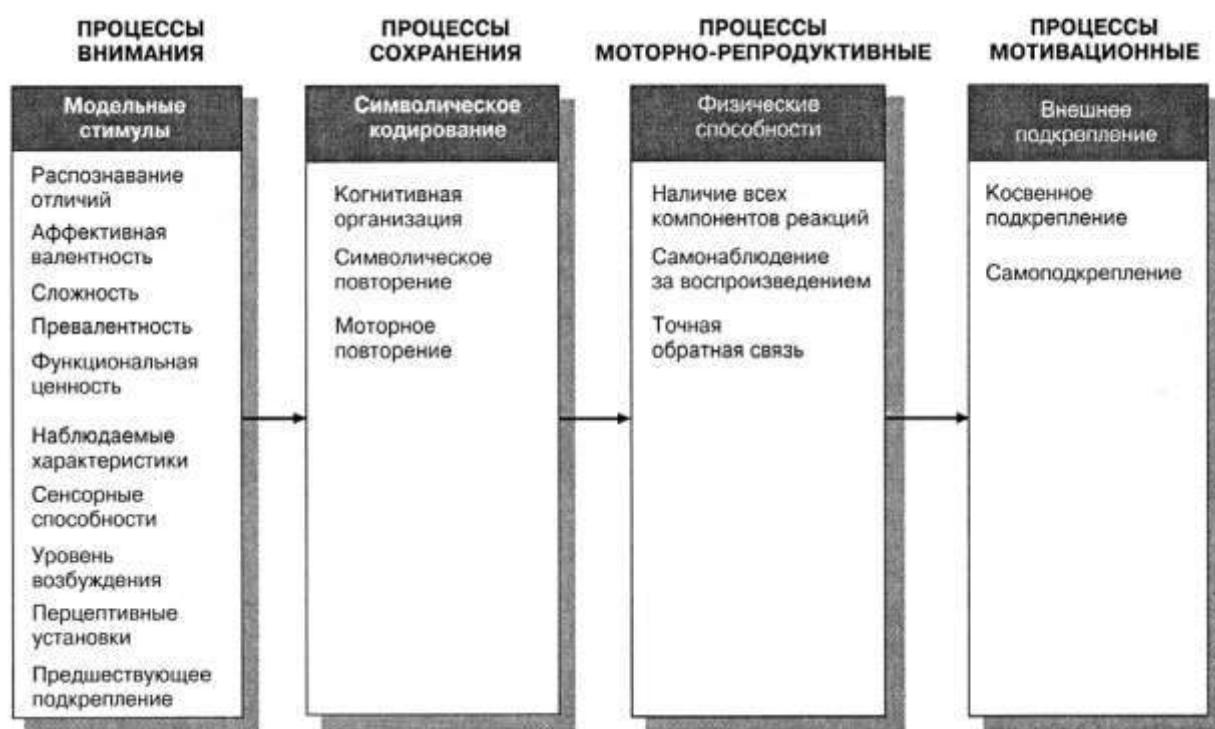 ПРОЦЕССЫ
ВНИМАНИЯ
Модельные
стимулы
Распознавание
отличий
Аффективная
валентность
Сложность
Превалентность
Функциональная
ценность
Наблюдаемые
характеристики
Сенсорные
способности
Уровень
возбуждения
Перцептивные
установки
Предшествующее
подкрепление
ПРОЦЕССЫ
СОХРАНЕНИЯ
Символическое
кодирование
Когнитивная
организация
Символическое
повторение
Моторное
повторение
ПРОЦЕССЫ
МОТОРНО-РЕПРОДУКТИВНЫЕ
Физические
способности
Наличие всех
компонентов реакций
Самонаблюдение
за воспроизведением
Точная
обратная связь
ПРОЦЕССЫ
МОТИВАЦИОННЫЕ
Внешнее
подкрепление
Косвенное
подкрепление
Самоподкрепление